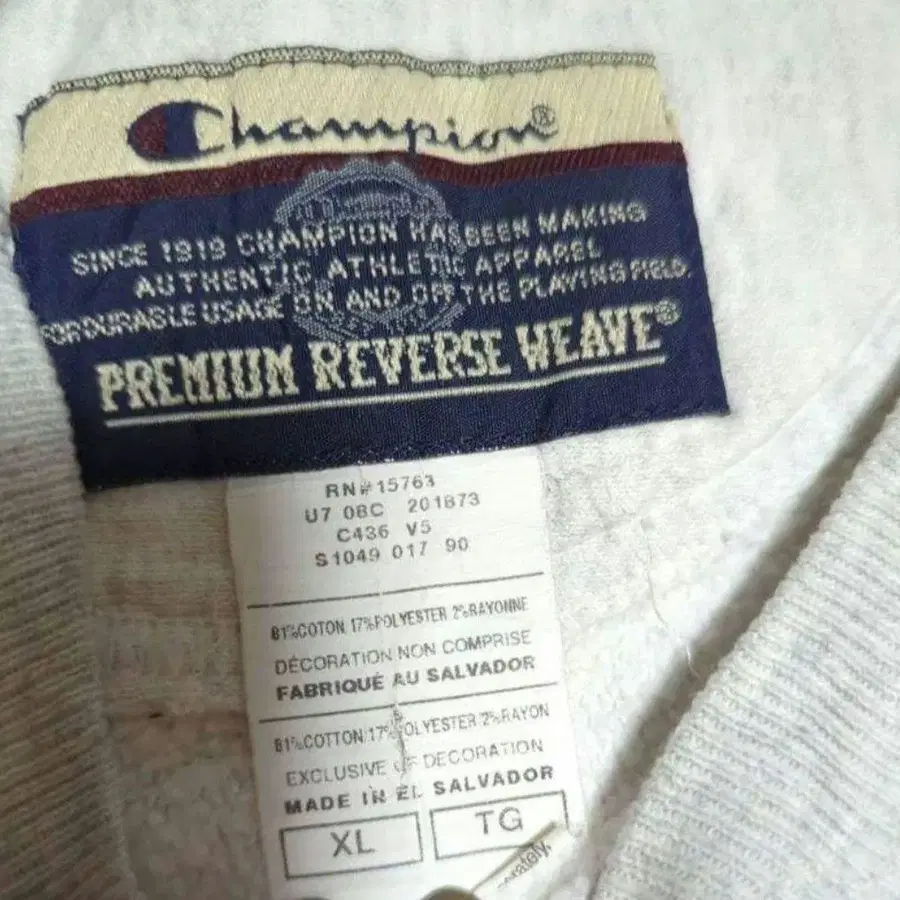 Champion®
SINCE 1919 CHAMPION HAS BEEN MAKING
AUTHENTIC ATHLETIC APPAREL
FOR DURABLE USAGE ON AND OFF THE PLAYING FIELD.
PREMIUM REVERSE WEAVE®
RN#15763
U7 08C 201873
C436 V5
S1049 017 90
81%COTON 17%POLYESTER 2%RAYONNE
DÉCORATION NON COMPRISE
FABRIQUÉ AU SALVADOR
81%COTTON 17%POLYESTER 2%RAYON
EXCLUSIVE OF DECORATION
MADE IN EL SALVADOR
XL TG